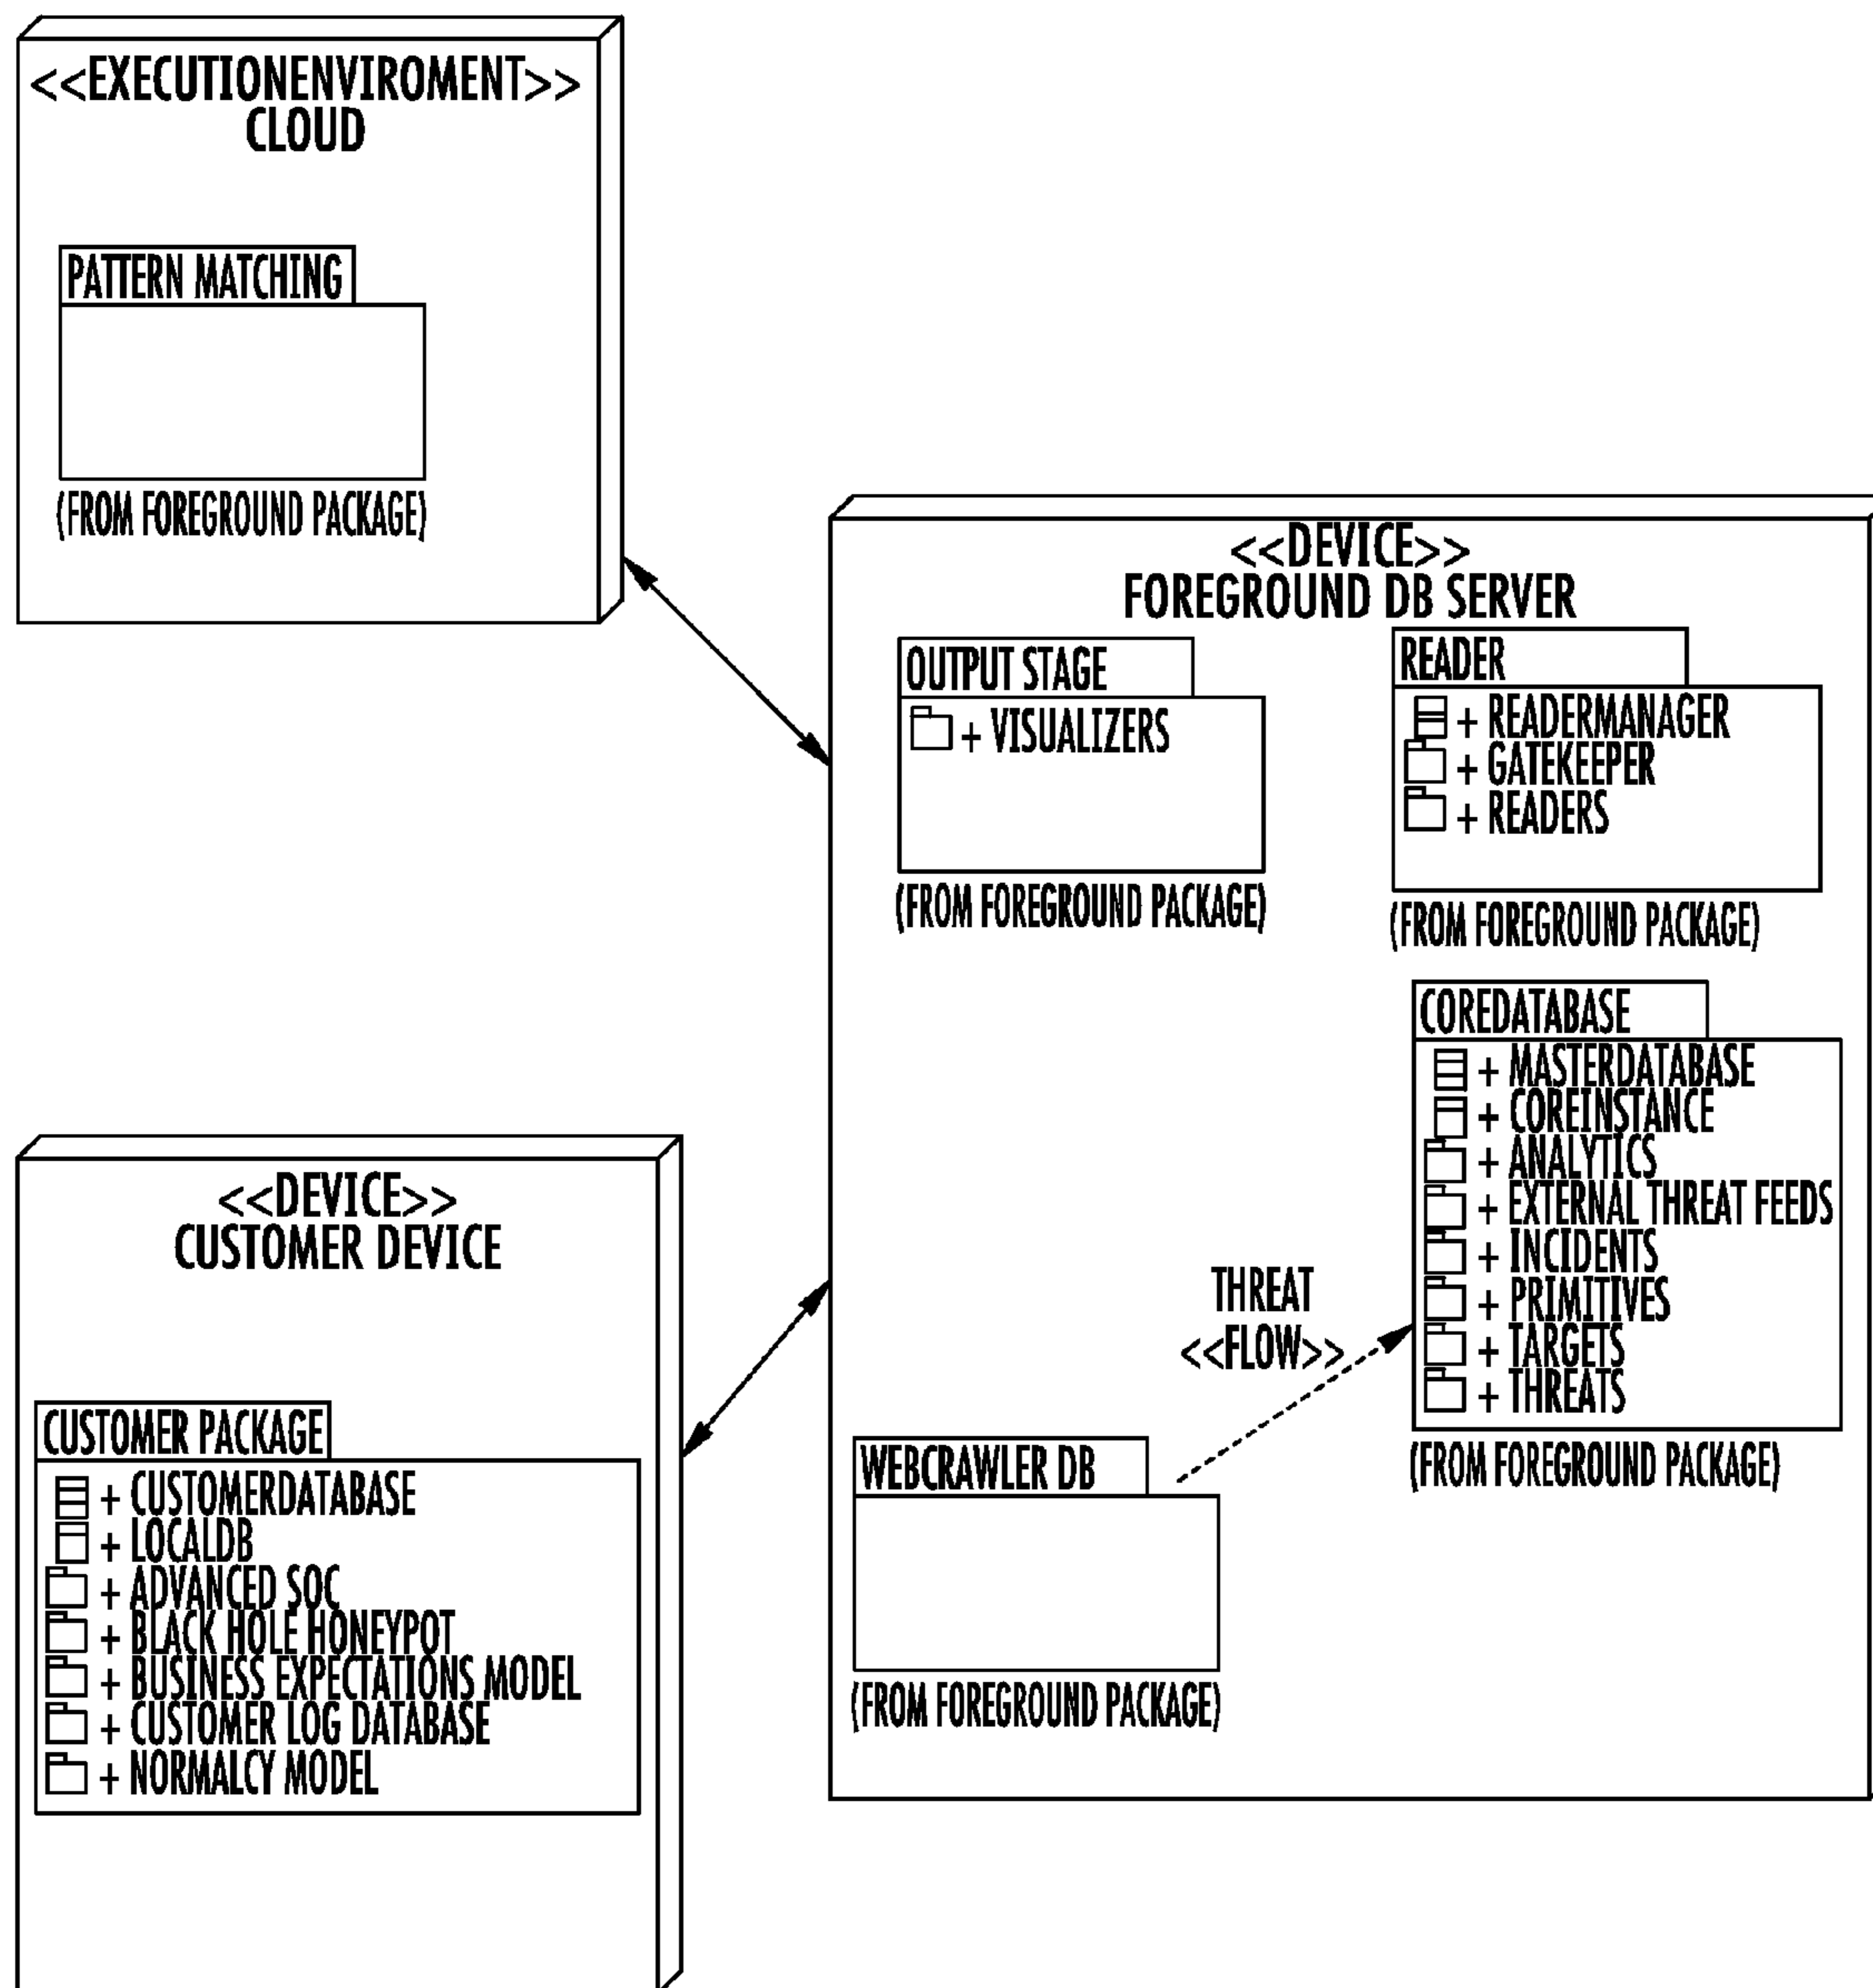 <<EXECUTIONENVIROMENT>>
CLOUD
PATTERN MATCHING
(FROM FOREGROUND PACKAGE)
<<DEVICE>>
FOREGROUND DB SERVER
OUTPUT STAGE
+ VISUALIZERS
(FROM FOREGROUND PACKAGE)
READER
+ READERMANAGER
+ GATEKEEPER
+ READERS
(FROM FOREGROUND PACKAGE)
COREDATABASE
+ MASTERDATABASE
+ COREINSTANCE
+ ANALYTICS
+ EXTERNAL THREAT FEEDS
+ INCIDENTS
+ PRIMITIVES
+ TARGETS
+ THREATS
(FROM FOREGROUND PACKAGE)
THREAT
<<FLOW>>
WEBCRAWLER DB
(FROM FOREGROUND PACKAGE)
<<DEVICE>>
CUSTOMER DEVICE
CUSTOMER PACKAGE
+ CUSTOMERDATABASE
+ LOCALDB
+ ADVANCED SOC
+ BLACK HOLE HONEYPOT
+ BUSINESS EXPECTATIONS MODEL
+ CUSTOMER LOG DATABASE
+ NORMALCY MODEL